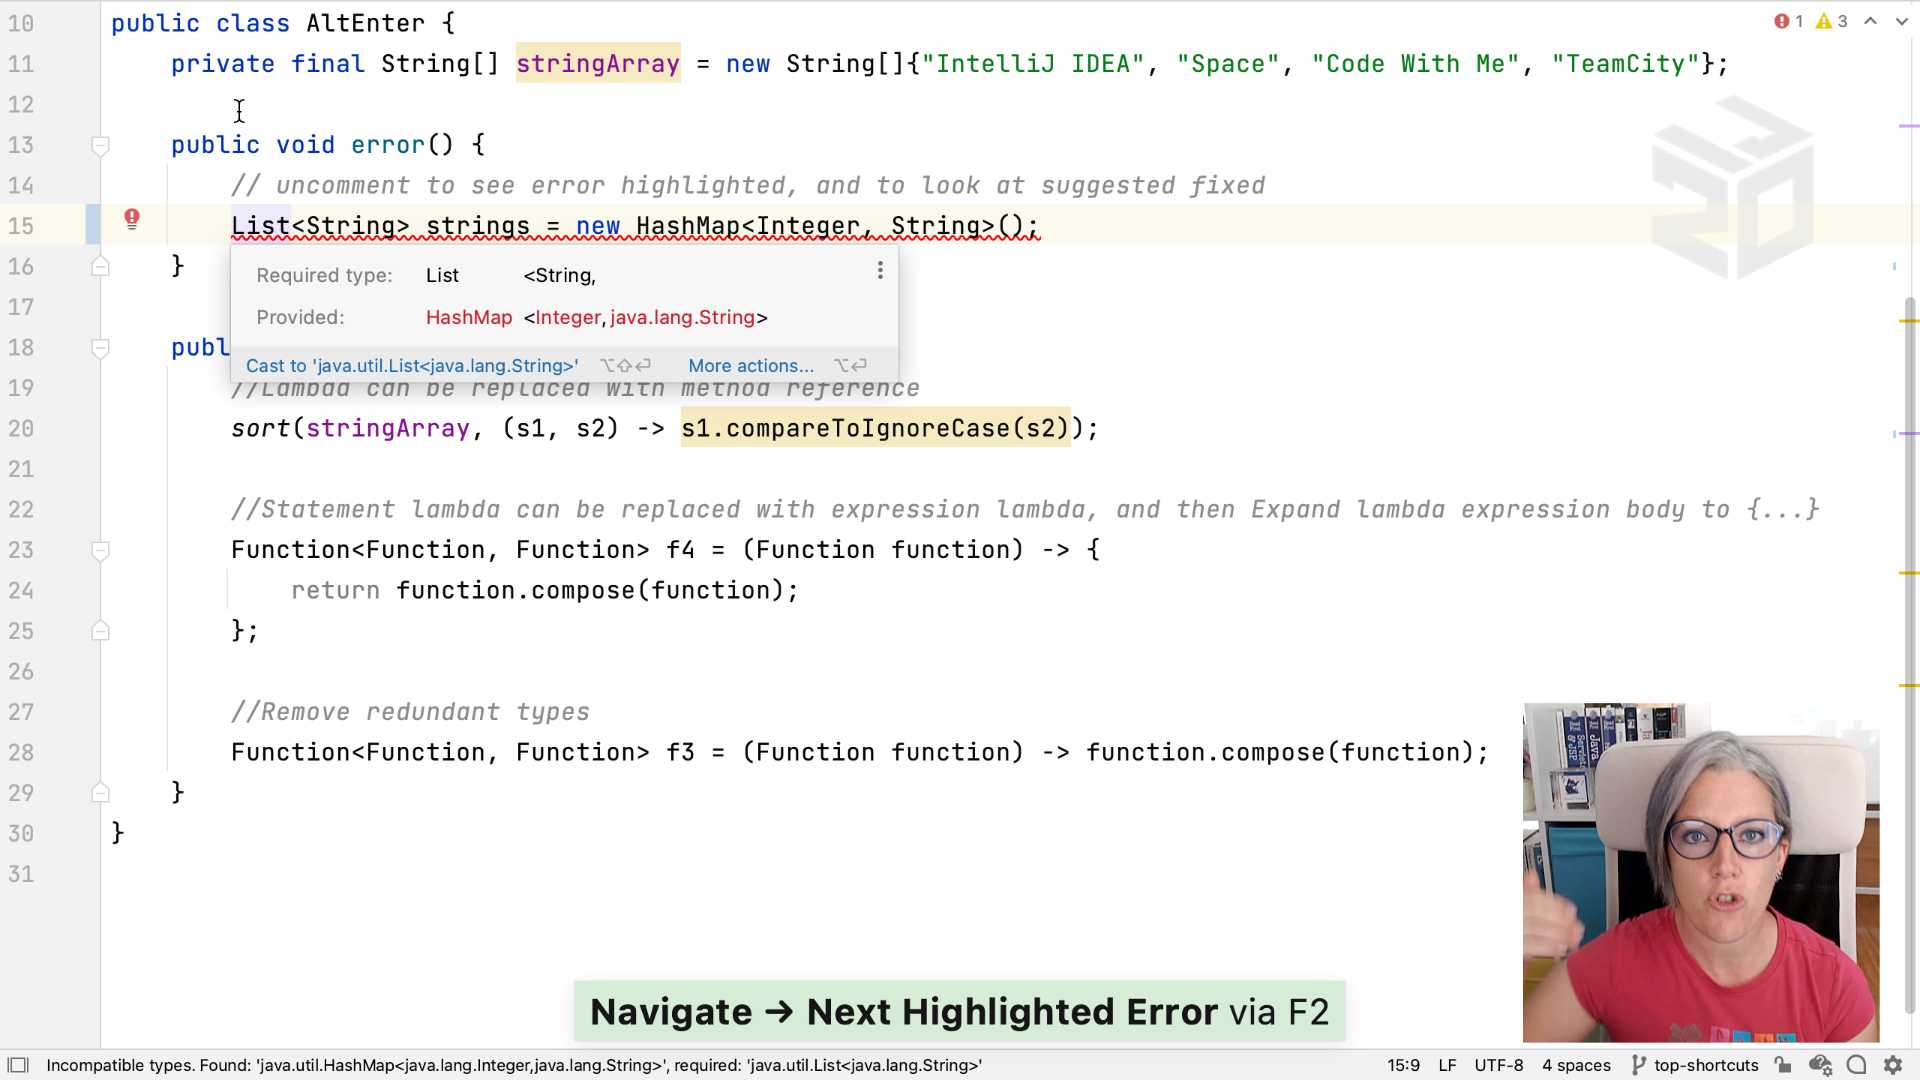 10 public class AltEnter {
1 3
11 private final String[] stringArray = new String[]{"IntelliJ IDEA", "Space", "Code With Me", "TeamCity"};
12
13 public void error() {
14 // uncomment to see error highlighted, and to look at suggested fixed
15 List<String> strings = new HashMap<Integer, String>();
16 }
Required type: List <String,
17
Provided: HashMap <Integer, java.lang.String>
18 publ
Cast to 'java.util.List<java.lang.String>' ⌥⇧⏎ More actions... ⌥⏎
19 //Lambda can be replaced with method reference
20 sort(stringArray, (s1, s2) -> s1.compareToIgnoreCase(s2));
21
22 //Statement lambda can be replaced with expression lambda, and then Expand lambda expression body to {...}
23 Function<Function, Function> f4 = (Function function) -> {
24 return function.compose(function);
25 };
26
27 //Remove redundant types
28 Function<Function, Function> f3 = (Function function) -> function.compose(function);
29 }
30 }
31
Navigate → Next Highlighted Error via F2
Incompatible types. Found: 'java.util.HashMap<java.lang.Integer,java.lang.String>', required: 'java.util.List<java.lang.String>'
15:9 LF UTF-8 4 spaces top-shortcuts